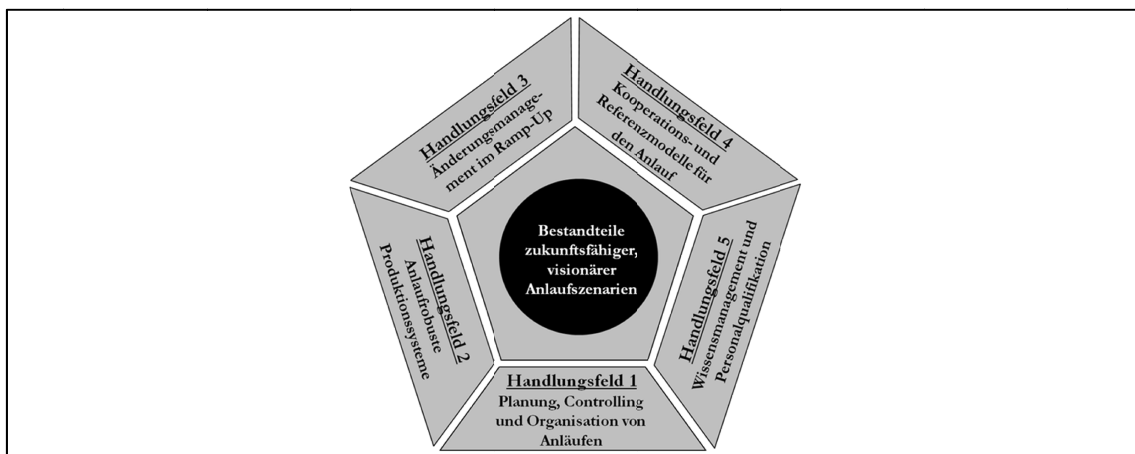 Handlungsfeld 3
Änderungsmanage-
ment im Ramp-Up
Handlungsfeld 4
Kooperations- und
Referenzmodelle für
den Anlauf
Handlungsfeld 2
Anlaufrobuste
Produktionssysteme
Bestandteile
zukunftsfähiger,
visionärer
Anlaufszenarien
Handlungsfeld 5
Wissensmanagement und
Personalqualifikation
Handlungsfeld 1
Planung, Controlling
und Organisation von
Anläufen